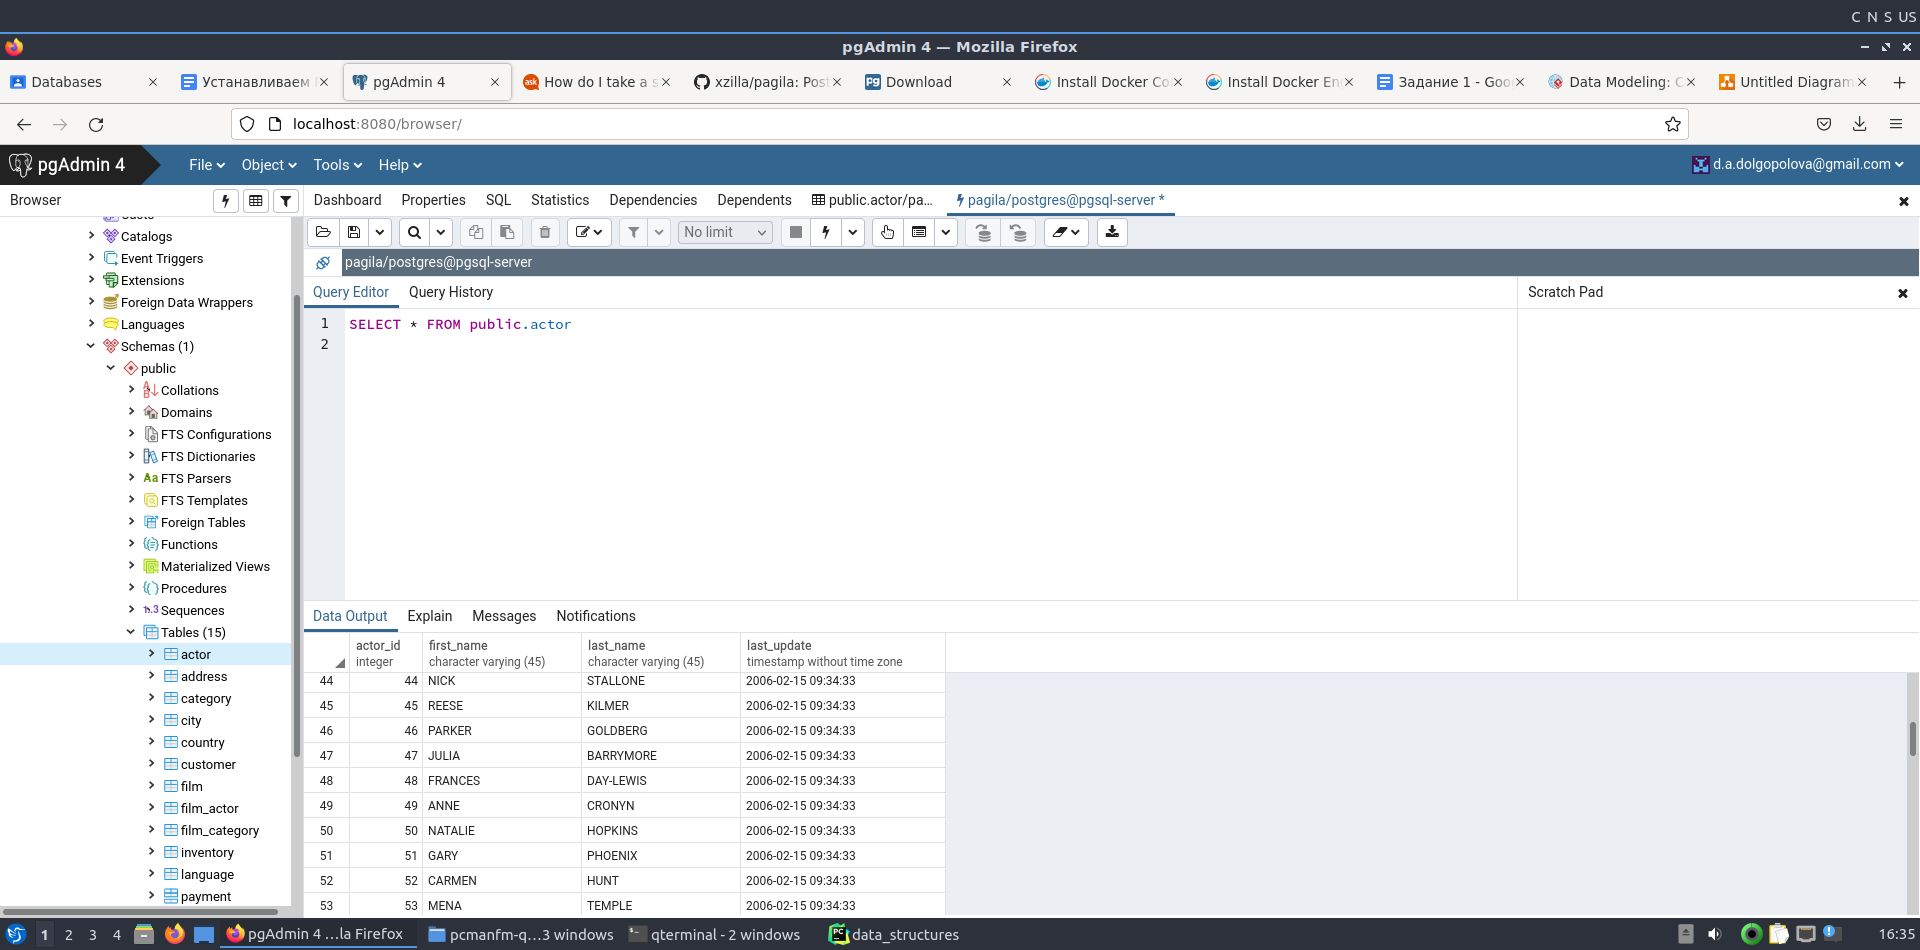 C N S US
pgAdmin 4 — Mozilla Firefox
Databases
Устанавливаем
pgAdmin 4
How do I take a s
xzilla/pagila: Post
Download
Install Docker Co
Install Docker En
Задание 1 - Goo
Data Modeling: C
Untitled Diagram
localhost:8080/browser/
pgAdmin 4
File
Object
Tools
Help
d.a.dolgopolova@gmail.com
Browser
Dashboard
Properties
SQL
Statistics
Dependencies
Dependents
public.actor/pa...
pagila/postgres@pgsql-server *
No limit
pagila/postgres@pgsql-server
Query Editor
Query History
Scratch Pad
1 SELECT * FROM public.actor
2
Catalogs
Event Triggers
Extensions
Foreign Data Wrappers
Languages
Schemas (1)
public
Collations
Domains
FTS Configurations
FTS Dictionaries
FTS Parsers
FTS Templates
Foreign Tables
Functions
Materialized Views
Procedures
Sequences
Tables (15)
actor
address
category
city
country
customer
film
film_actor
film_category
inventory
language
payment
Data Output
Explain
Messages
Notifications
actor_id first_name last_name last_update
integer character varying (45) character varying (45) timestamp without time zone
44 44 NICK STALLONE 2006-02-15 09:34:33
45 45 REESE KILMER 2006-02-15 09:34:33
46 46 PARKER GOLDBERG 2006-02-15 09:34:33
47 47 JULIA BARRYMORE 2006-02-15 09:34:33
48 48 FRANCES DAY-LEWIS 2006-02-15 09:34:33
49 49 ANNE CRONYN 2006-02-15 09:34:33
50 50 NATALIE HOPKINS 2006-02-15 09:34:33
51 51 GARY PHOENIX 2006-02-15 09:34:33
52 52 CARMEN HUNT 2006-02-15 09:34:33
53 53 MENA TEMPLE 2006-02-15 09:34:33
1 2 3 4
pgAdmin 4 ...la Firefox
pcmanfm-q...3 windows
qterminal - 2 windows
data_structures
16:35